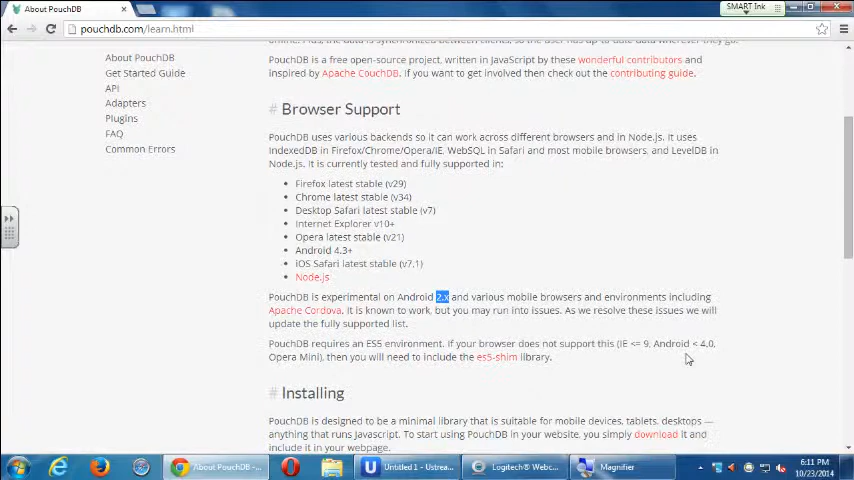 About PouchDB
SMART Ink
pouchdb.com/learn.html
About PouchDB
Get Started Guide
API
Adapters
Plugins
FAQ
Common Errors
PouchDB is a free open-source project, written in JavaScript by these wonderful contributors and
inspired by Apache CouchDB. If you want to get involved then check out the contributing guide.
# Browser Support
PouchDB uses various backends so it can work across different browsers and in Node.js. It uses
IndexedDB in Firefox/Chrome/Opera/IE, WebSQL in Safari and most mobile browsers, and LevelDB in
Node.js. It is currently tested and fully supported in:
• Firefox latest stable (v29)
• Chrome latest stable (v34)
• Desktop Safari latest stable (v7)
• Internet Explorer v10+
• Opera latest stable (v21)
• Android 4.3+
• iOS Safari latest stable (v7.1)
• Node.js
PouchDB is experimental on Android 2.x and various mobile browsers and environments including
Apache Cordova. It is known to work, but you may run into issues. As we resolve these issues we will
update the fully supported list.
PouchDB requires an ES5 environment. If your browser does not support this (IE <= 9, Android < 4.0,
Opera Mini), then you will need to include the es5-shim library.
# Installing
PouchDB is designed to be a minimal library that is suitable for mobile devices, tablets, desktops —
anything that runs Javascript. To start using PouchDB in your website, you simply download it and
include it in your webpage.
About PouchDB -...
Untitled 1 - Ustrea...
Logitech® Webc...
Magnifier
6:11 PM
10/23/2014